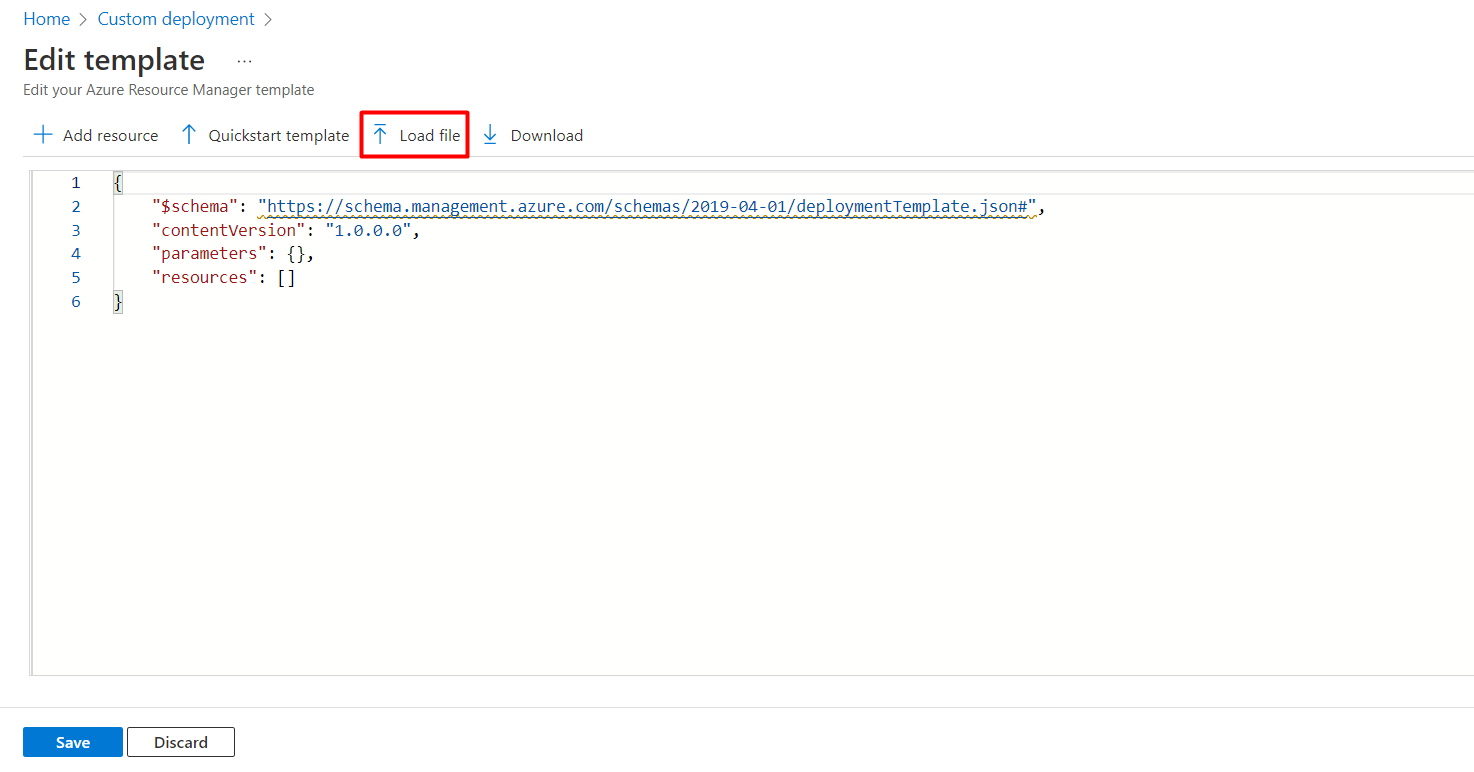 Home > Custom deployment >
Edit template ...
Edit your Azure Resource Manager template
Add resource Quickstart template Load file Download
1 {
2 "$schema": "https://schema.management.azure.com/schemas/2019-04-01/deploymentTemplate.json#",
3 "contentVersion": "1.0.0.0",
4 "parameters": {},
5 "resources": []
6 }
Save Discard